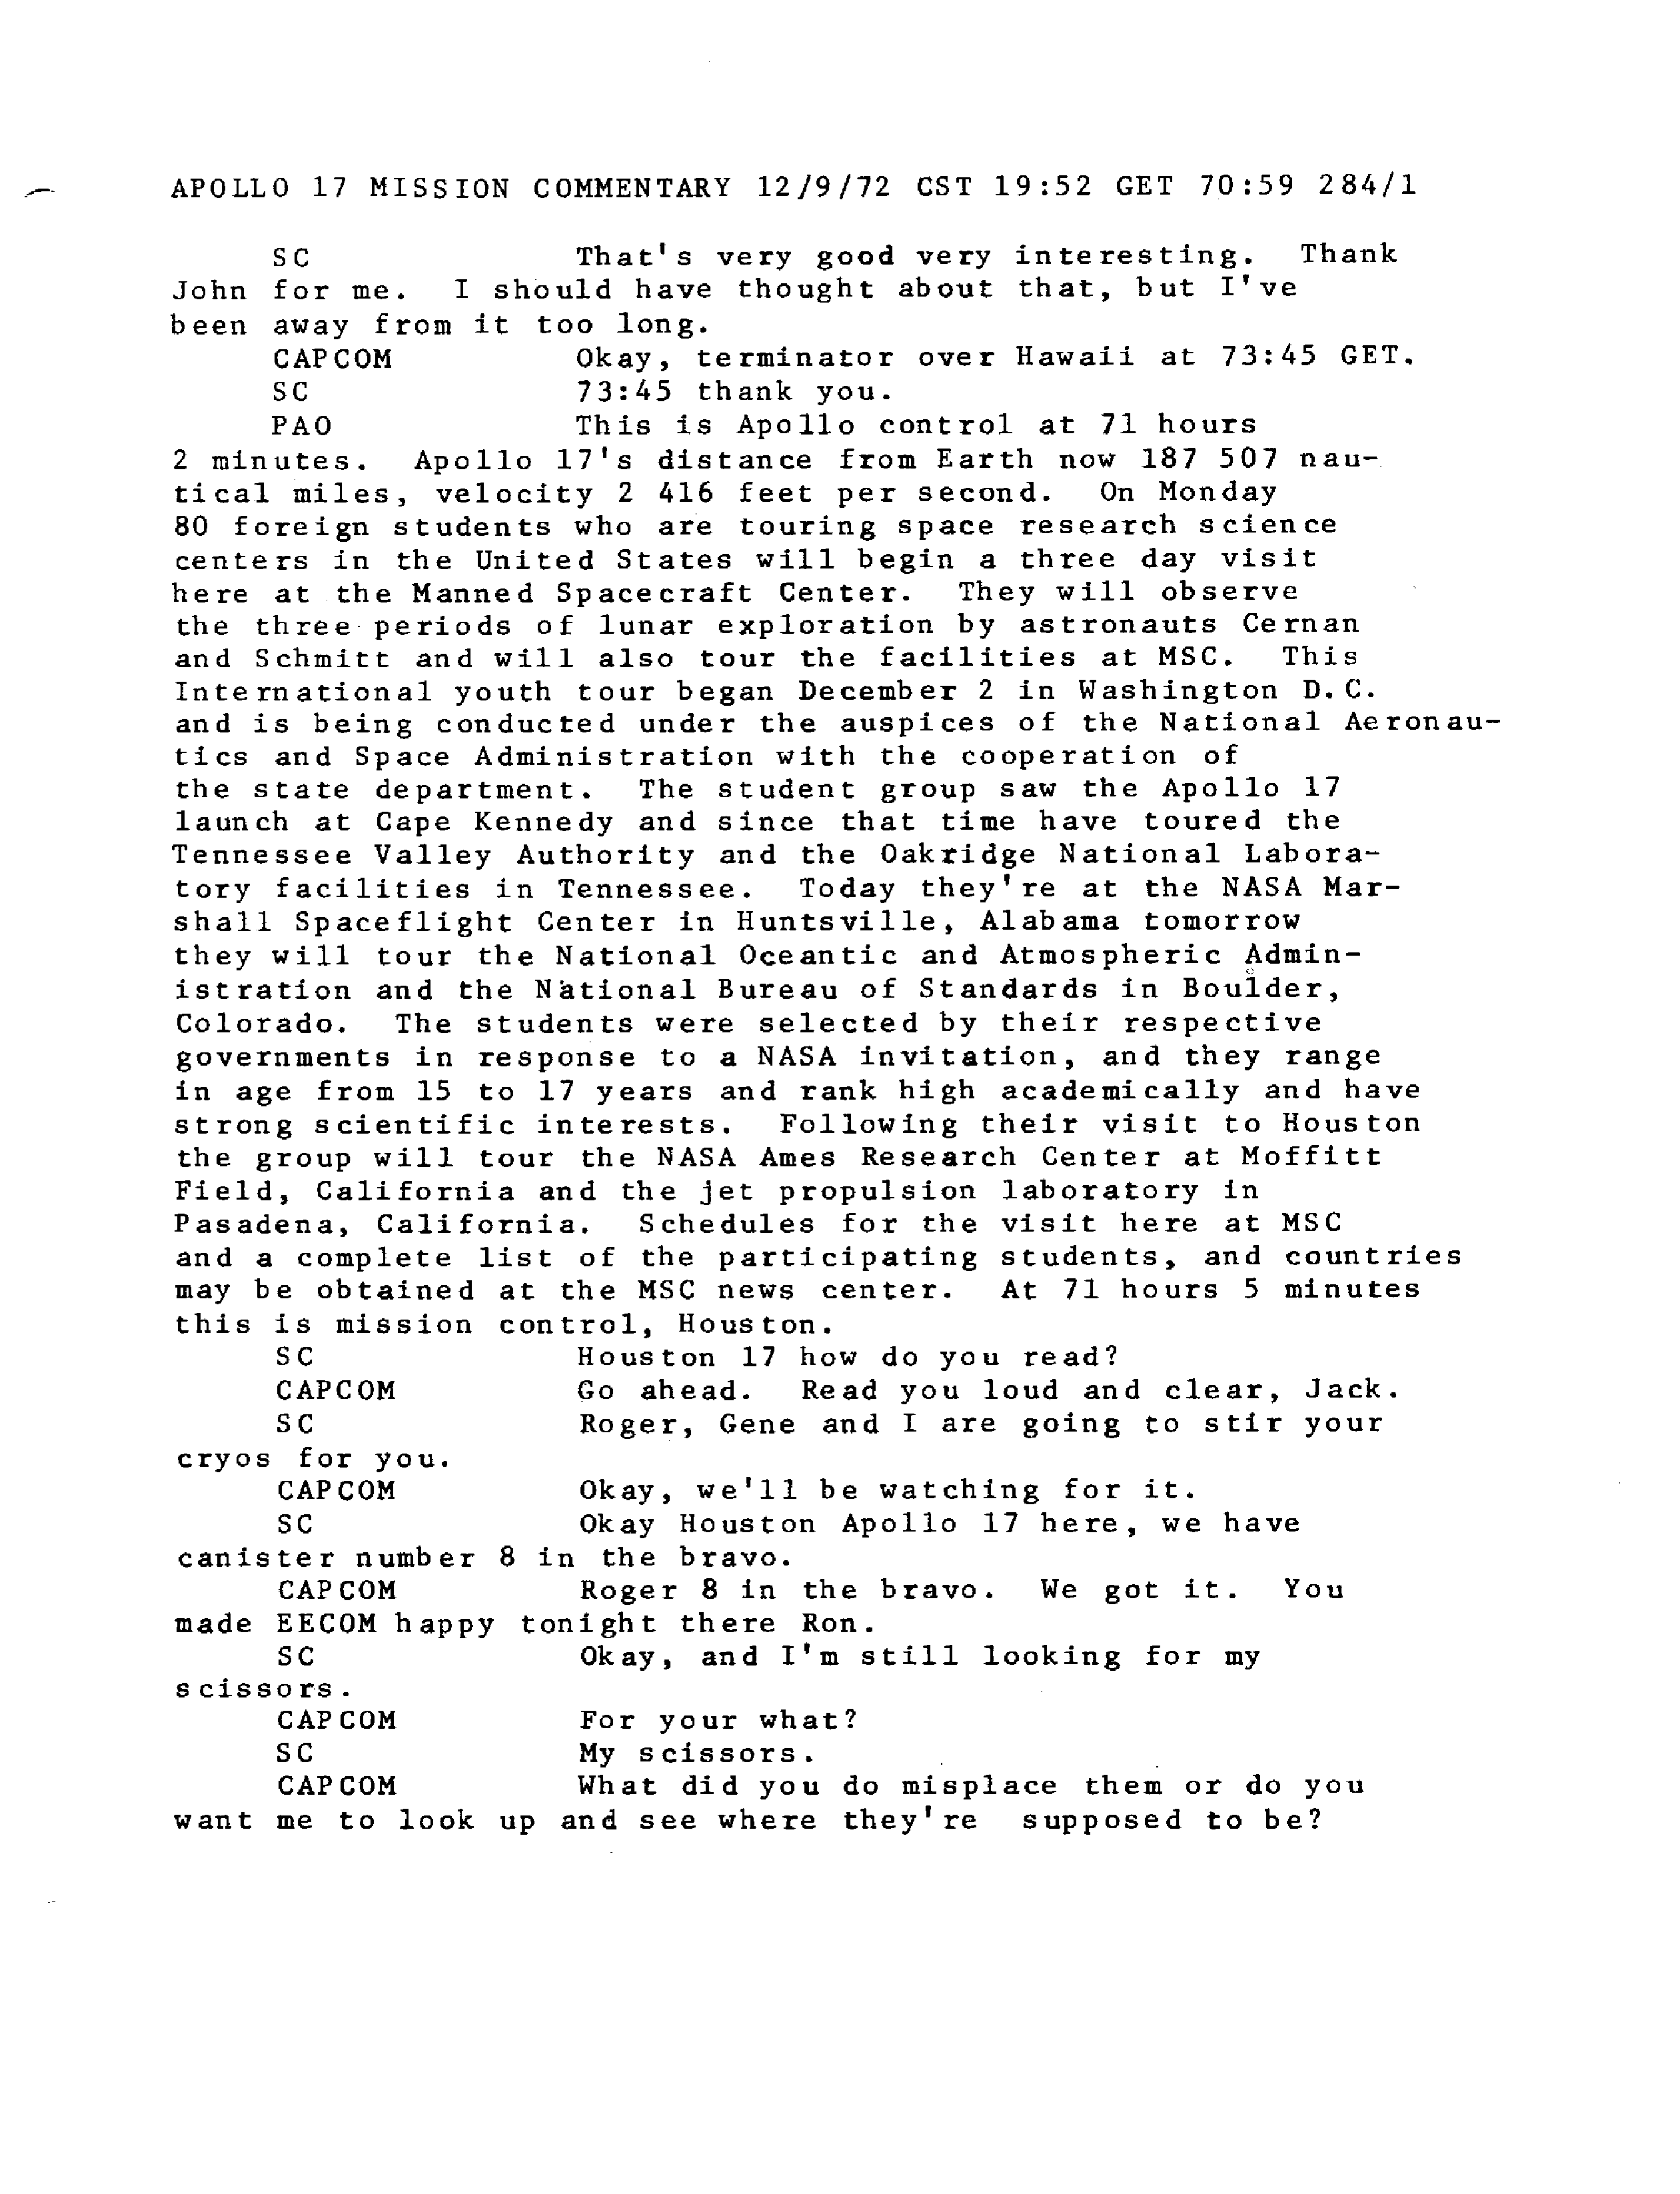 APOLLO 17 MISSION COMMENTARY 12/9/72 CST 19:52 GET 70:59 284/1
SC That's very good very interesting. Thank
John for me. I should have thought about that, but I've
been away from it too long.
CAPCOM Okay, terminator over Hawaii at 73:45 GET.
SC 73:45 thank you.
PAO This is Apollo control at 71 hours
2 minutes. Apollo 17's distance from Earth now 187 507 nau-
tical miles, velocity 2 416 feet per second. On Monday
80 foreign students who are touring space research science
centers in the United States will begin a three day visit
here at the Manned Spacecraft Center. They will observe
the three periods of lunar exploration by astronauts Cernan
and Schmitt and will also tour the facilities at MSC. This
International youth tour began December 2 in Washington D.C.
and is being conducted under the auspices of the National Aeronau-
tics and Space Administration with the cooperation of
the state department. The student group saw the Apollo 17
launch at Cape Kennedy and since that time have toured the
Tennessee Valley Authority and the Oakridge National Labora-
tory facilities in Tennessee. Today they're at the NASA Mar-
shall Spaceflight Center in Huntsville, Alabama tomorrow
they will tour the National Oceantic and Atmospheric Admin-
istration and the National Bureau of Standards in Boulder,
Colorado. The students were selected by their respective
governments in response to a NASA invitation, and they range
in age from 15 to 17 years and rank high academically and have
strong scientific interests. Following their visit to Houston
the group will tour the NASA Ames Research Center at Moffitt
Field, California and the jet propulsion laboratory in
Pasadena, California. Schedules for the visit here at MSC
and a complete list of the participating students, and countries
may be obtained at the MSC news center. At 71 hours 5 minutes
this is mission control, Houston.
SC Houston 17 how do you read?
CAPCOM Go ahead. Read you loud and clear, Jack.
SC Roger, Gene and I are going to stir your
cryos for you.
CAPCOM Okay, we'll be watching for it.
SC Okay Houston Apollo 17 here, we have
canister number 8 in the bravo.
CAPCOM Roger 8 in the bravo. We got it. You
made EECOM happy tonight there Ron.
SC Okay, and I'm still looking for my
scissors.
CAPCOM For your what?
SC My scissors.
CAPCOM What did you do misplace them or do you
want me to look up and see where they're supposed to be?